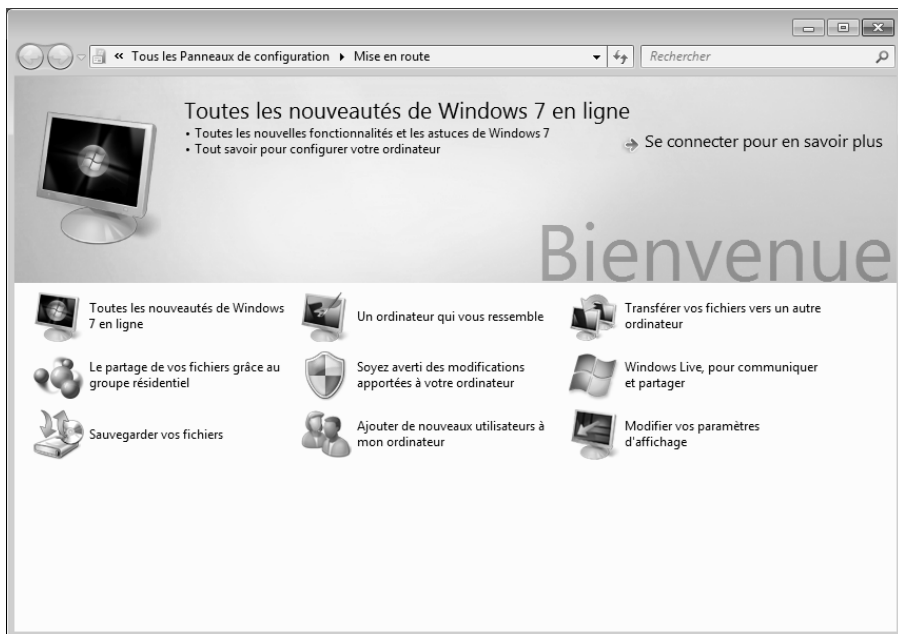 « Tous les Panneaux de configuration ▸ Mise en route
Rechercher
Toutes les nouveautés de Windows 7 en ligne
• Toutes les nouvelles fonctionnalités et les astuces de Windows 7
• Tout savoir pour configurer votre ordinateur
Se connecter pour en savoir plus
Bienvenue
Toutes les nouveautés de Windows
7 en ligne
Un ordinateur qui vous ressemble
Transférer vos fichiers vers un autre
ordinateur
Le partage de vos fichiers grâce au
groupe résidentiel
Soyez averti des modifications
apportées à votre ordinateur
Windows Live, pour communiquer
et partager
Sauvegarder vos fichiers
Ajouter de nouveaux utilisateurs à
mon ordinateur
Modifier vos paramètres
d'affichage